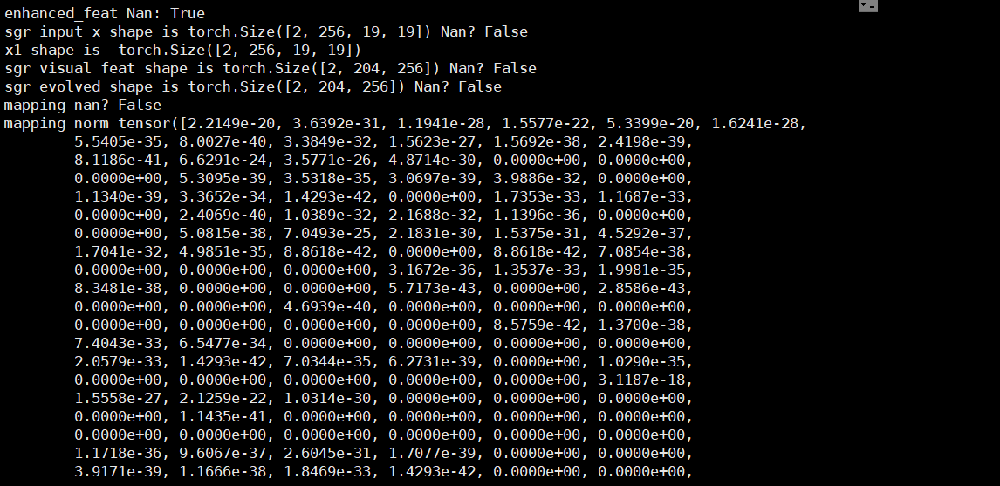 enhanced_feat Nan: True
sgr input x shape is torch.Size([2, 256, 19, 19]) Nan? False
x1 shape is  torch.Size([2, 256, 19, 19])
sgr visual feat shape is torch.Size([2, 204, 256]) Nan? False
sgr evolved shape is torch.Size([2, 204, 256]) Nan? False
mapping nan? False
mapping norm tensor([2.2149e-20, 3.6392e-31, 1.1941e-28, 1.5577e-22, 5.3399e-20, 1.6241e-28,
        5.5405e-35, 8.0027e-40, 3.3849e-32, 1.5623e-27, 1.5692e-38, 2.4198e-39,
        8.1186e-41, 6.6291e-24, 3.5771e-26, 4.8714e-30, 0.0000e+00, 0.0000e+00,
        0.0000e+00, 5.3095e-39, 3.5318e-35, 3.0697e-39, 3.9886e-32, 0.0000e+00,
        1.1340e-39, 3.3652e-34, 1.4293e-42, 0.0000e+00, 1.7353e-33, 1.1687e-33,
        0.0000e+00, 2.4069e-40, 1.0389e-32, 2.1688e-32, 1.1396e-36, 0.0000e+00,
        0.0000e+00, 5.0815e-38, 7.0493e-25, 2.1831e-30, 1.5375e-31, 4.5292e-37,
        1.7041e-32, 4.9851e-35, 8.8618e-42, 0.0000e+00, 8.8618e-42, 7.0854e-38,
        0.0000e+00, 0.0000e+00, 0.0000e+00, 3.1672e-36, 1.3537e-33, 1.9981e-35,
        8.3481e-38, 0.0000e+00, 0.0000e+00, 5.7173e-43, 0.0000e+00, 2.8586e-43,
        0.0000e+00, 0.0000e+00, 4.6939e-40, 0.0000e+00, 0.0000e+00, 0.0000e+00,
        0.0000e+00, 0.0000e+00, 0.0000e+00, 0.0000e+00, 8.5759e-42, 1.3700e-38,
        7.4043e-33, 6.5477e-34, 0.0000e+00, 0.0000e+00, 0.0000e+00, 0.0000e+00,
        2.0579e-33, 1.4293e-42, 7.0344e-35, 6.2731e-39, 0.0000e+00, 1.0290e-35,
        0.0000e+00, 0.0000e+00, 0.0000e+00, 0.0000e+00, 0.0000e+00, 3.1187e-18,
        1.5558e-27, 2.1259e-22, 1.0314e-30, 0.0000e+00, 0.0000e+00, 0.0000e+00,
        0.0000e+00, 1.1435e-41, 0.0000e+00, 0.0000e+00, 0.0000e+00, 0.0000e+00,
        0.0000e+00, 0.0000e+00, 0.0000e+00, 0.0000e+00, 0.0000e+00, 0.0000e+00,
        1.1718e-36, 9.6067e-37, 2.6045e-31, 1.7077e-39, 0.0000e+00, 0.0000e+00,
        3.9171e-39, 1.1666e-38, 1.8469e-33, 1.4293e-42, 0.0000e+00, 0.0000e+00,